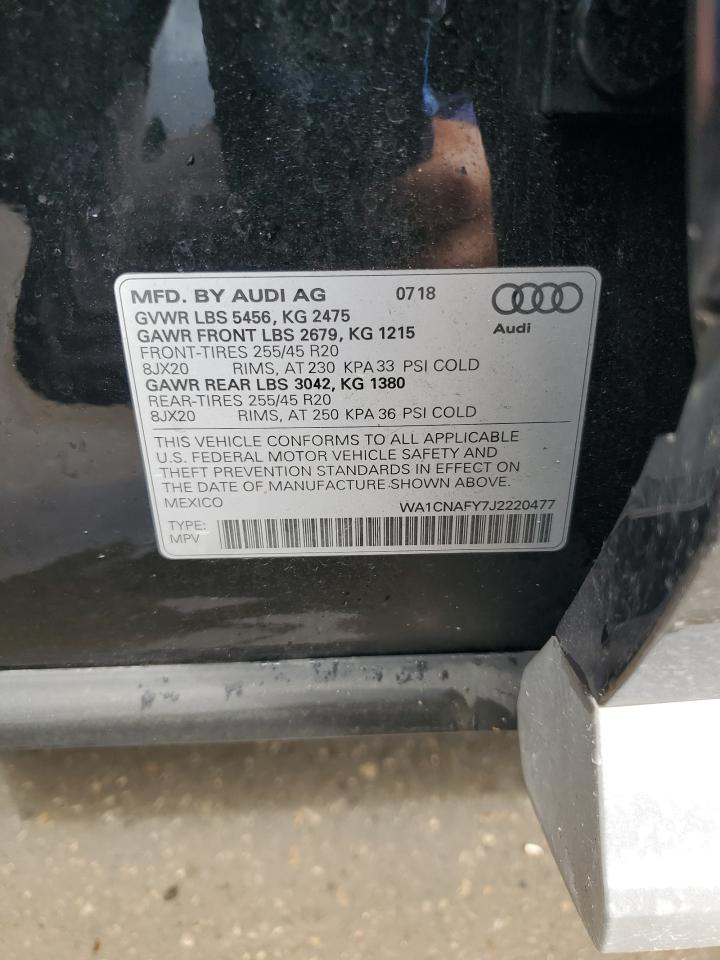 MFD. BY AUDI AG 0718
Audi
GVWR LBS 5456, KG 2475
GAWR FRONT LBS 2679, KG 1215
FRONT-TIRES 255/45 R20
8JX20 RIMS, AT 230 KPA 33 PSI COLD
GAWR REAR LBS 3042, KG 1380
REAR-TIRES 255/45 R20
8JX20 RIMS, AT 250 KPA 36 PSI COLD
THIS VEHICLE CONFORMS TO ALL APPLICABLE
U.S. FEDERAL MOTOR VEHICLE SAFETY AND
THEFT PREVENTION STANDARDS IN EFFECT ON
THE DATE OF MANUFACTURE SHOWN ABOVE.
MEXICO WA1CNAFY7J2220477
TYPE:
MPV